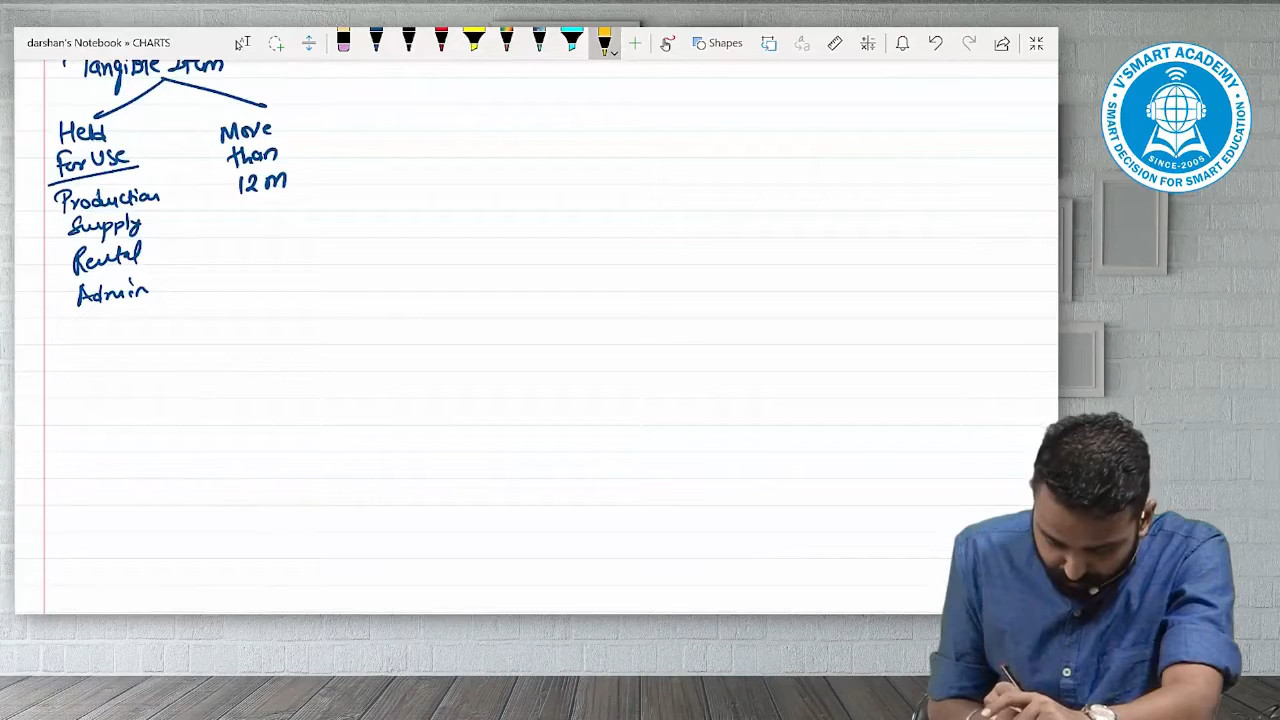 darshan's Notebook » CHARTS
Shapes
Tangible Item
Held
For Use
Production
Supply
Rental
Admin
More
than
12 M
V'SMART ACADEMY
SINCE-2005
SMART DECISION FOR SMART EDUCATION